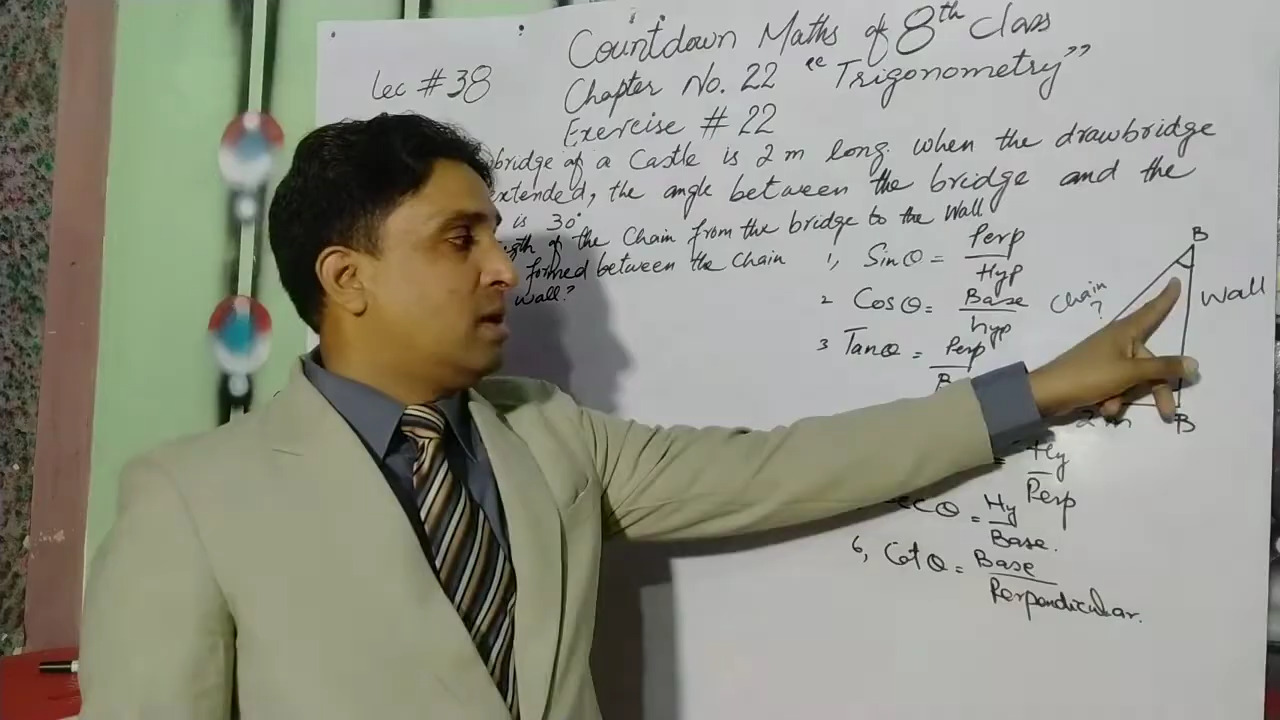 Lec #38
Countdown Maths of 8th Class
Chapter No. 22 "Trigonometry"
Exercise #22
bridge of a Castle is 2 m long. when the drawbridge
extended, the angle between the bridge and the
is 30°
of the Chain from the bridge to the Wall
formed between the Chain
wall?
1, Sinθ = Perp
Hyp
2 Cosθ = Base
hyp
3 Tanθ = Perp
B
= Hy
Perp
ecθ = Hy
Base.
6, Cotθ = Base
Perpendicular.
B
Chain
?
Wall
2 m
B